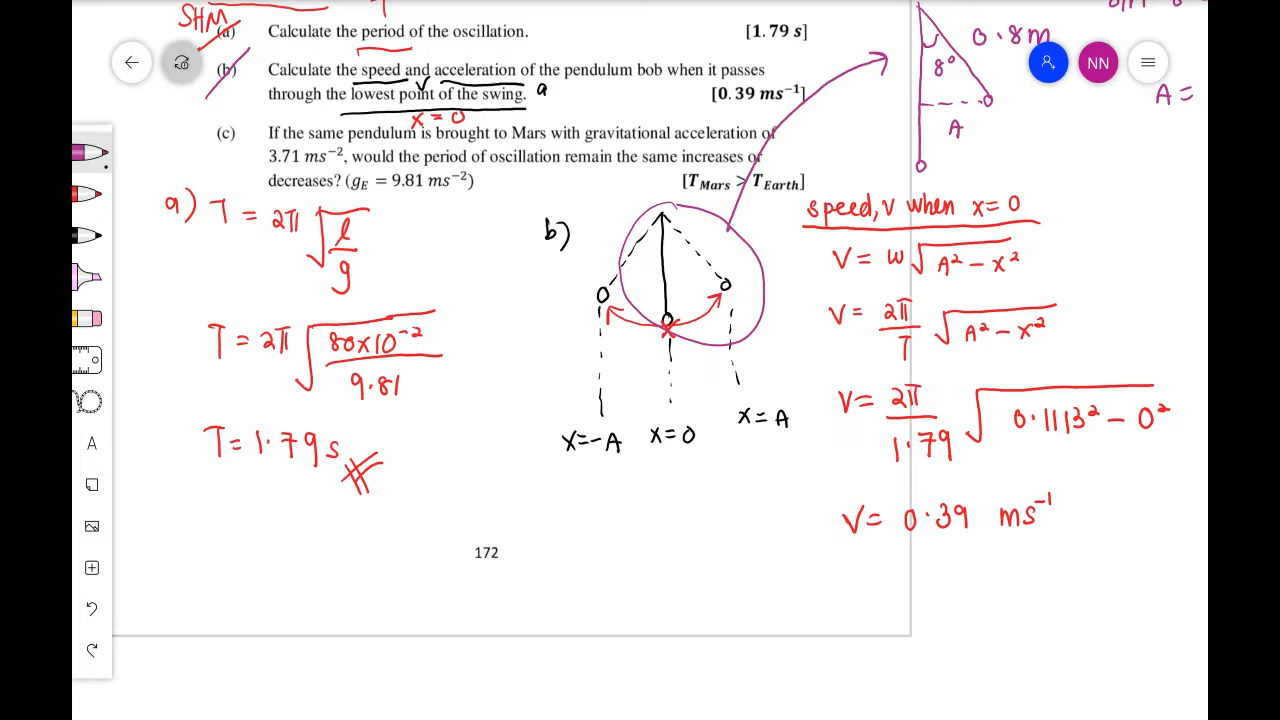 SHM
(a) Calculate the period of the oscillation. [1.79 s]
(b) Calculate the speed and acceleration of the pendulum bob when it passes
through the lowest point of the swing. a [0.39 ms⁻¹]
v
x = 0
(c) If the same pendulum is brought to Mars with gravitational acceleration of
3.71 ms⁻², would the period of oscillation remain the same increases or
decreases? (gE = 9.81 ms⁻²) [TMars > TEarth]
0.8m
8°
A
A =
NN
A
a) T = 2π √(l/g)
T = 2π √(80×10⁻²/9.81)
T = 1.79 s
b)
x=-A x=0 x=A
speed, v when x=0
V = ω √(A² – x²)
V = 2π/T √(A² – x²)
V = 2π/1.79 √(0.1113² – 0²)
V = 0.39 ms⁻¹
172